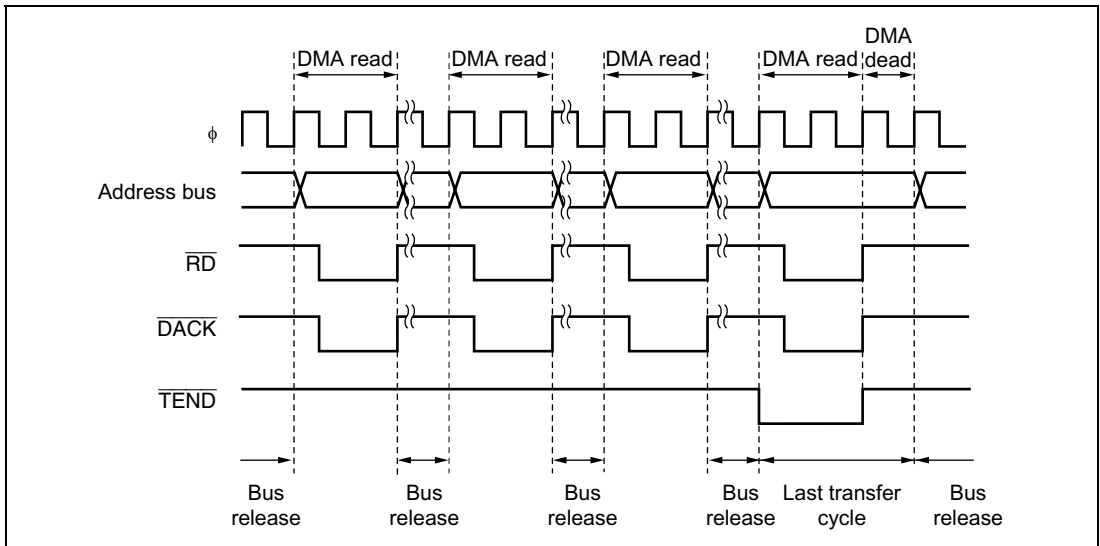 DMA
DMA read DMA read DMA read DMA read dead
ϕ
Address bus
RD
DACK
TEND
Bus Bus Bus Bus Last transfer Bus
release release release release cycle release